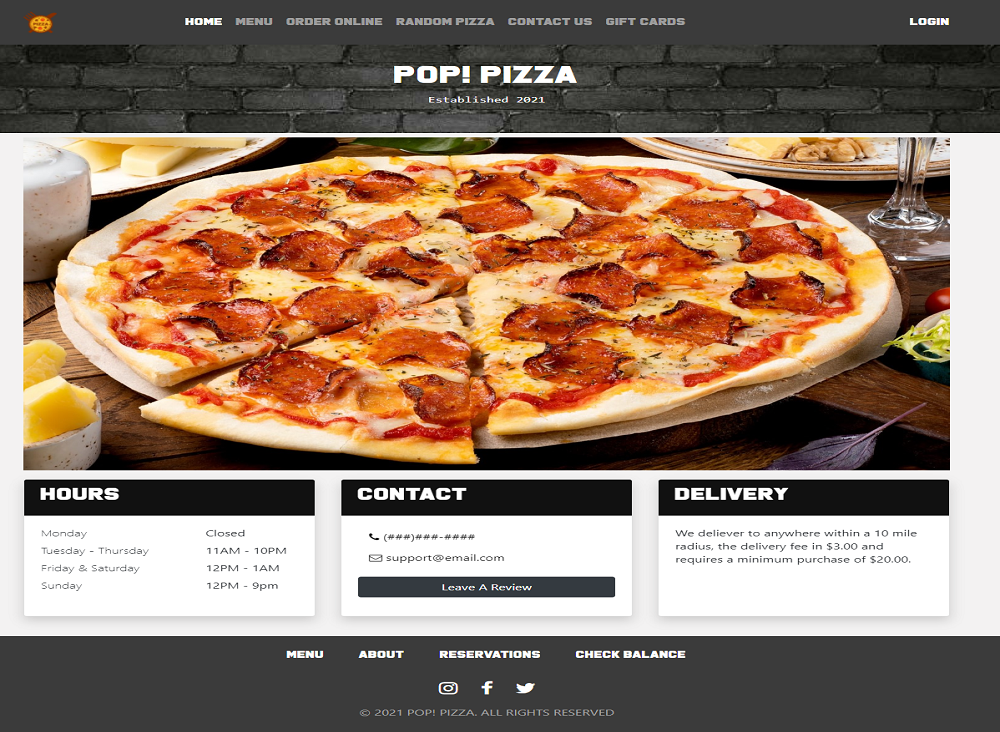 HOME MENU ORDER ONLINE RANDOM PIZZA CONTACT US GIFT CARDS LOGIN
POP! PIZZA
Established 2021
HOURS
Monday Closed
Tuesday - Thursday 11AM - 10PM
Friday & Saturday 12PM - 1AM
Sunday 12PM - 9pm
CONTACT
(###)###-####
support@email.com
Leave A Review
DELIVERY
We deliever to anywhere within a 10 mile
radius, the delivery fee in $3.00 and
requires a minimum purchase of $20.00.
MENU ABOUT RESERVATIONS CHECK BALANCE
© 2021 POP! PIZZA. ALL RIGHTS RESERVED